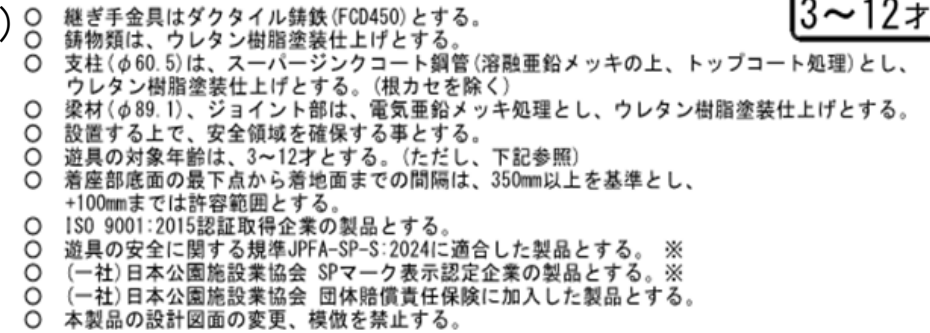 3～12才
) ○ 継ぎ手金具はダクタイル鋳鉄(FCD450)とする。
○ 鋳物類は、ウレタン樹脂塗装仕上げとする。
○ 支柱(φ60.5)は、スーパージンクコート鋼管(溶融亜鉛メッキの上、トップコート処理)とし、
ウレタン樹脂塗装仕上げとする。(根カセを除く)
○ 梁材(φ89.1)、ジョイント部は、電気亜鉛メッキ処理とし、ウレタン樹脂塗装仕上げとする。
○ 設置する上で、安全領域を確保する事とする。
○ 遊具の対象年齢は、3～12才とする。(ただし、下記参照)
○ 着座部底面の最下点から着地面までの間隔は、350mm以上を基準とし、
+100mmまでは許容範囲とする。
○ ISO 9001:2015認証取得企業の製品とする。
○ 遊具の安全に関する規準JPFA-SP-S:2024に適合した製品とする。 ※
○ (一社)日本公園施設業協会 SPマーク表示認定企業の製品とする。※
○ (一社)日本公園施設業協会 団体賠償責任保険に加入した製品とする。
○ 本製品の設計図面の変更、模倣を禁止する。